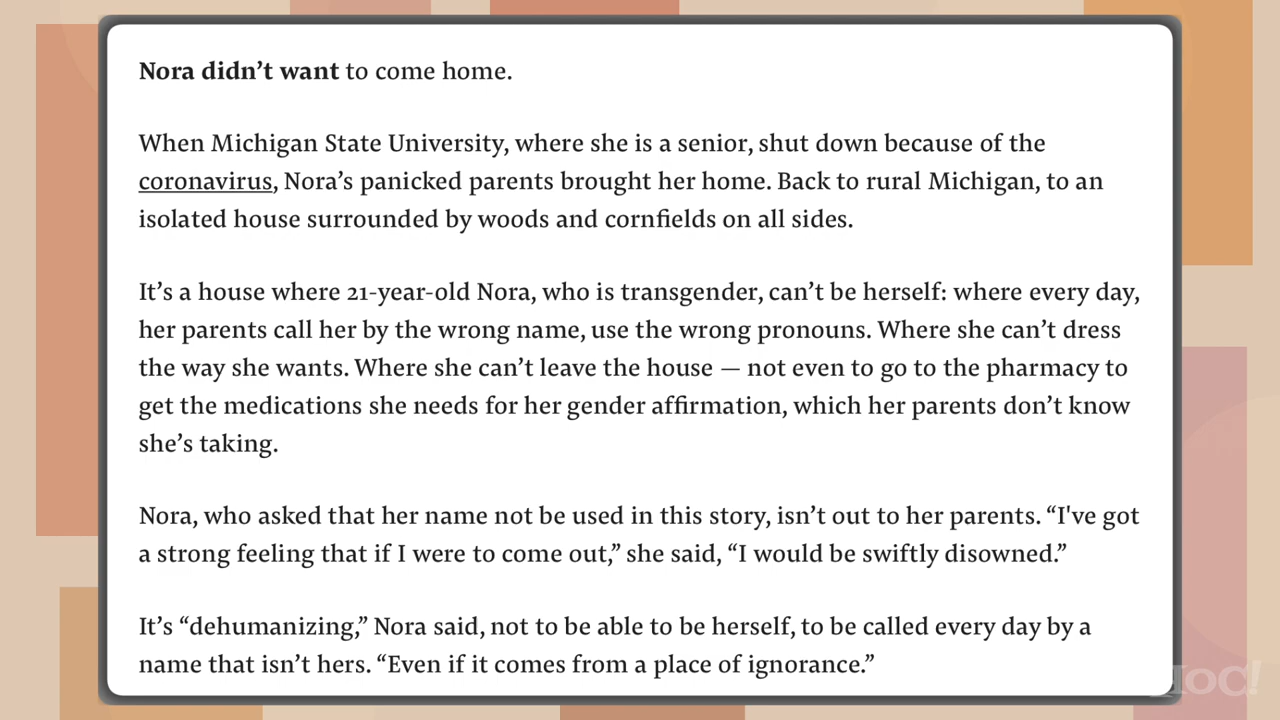 Nora didn’t want to come home.
When Michigan State University, where she is a senior, shut down because of the
coronavirus, Nora’s panicked parents brought her home. Back to rural Michigan, to an
isolated house surrounded by woods and cornfields on all sides.
It’s a house where 21-year-old Nora, who is transgender, can’t be herself: where every day,
her parents call her by the wrong name, use the wrong pronouns. Where she can’t dress
the way she wants. Where she can’t leave the house — not even to go to the pharmacy to
get the medications she needs for her gender affirmation, which her parents don’t know
she’s taking.
Nora, who asked that her name not be used in this story, isn’t out to her parents. “I've got
a strong feeling that if I were to come out,” she said, “I would be swiftly disowned.”
It’s “dehumanizing,” Nora said, not to be able to be herself, to be called every day by a
name that isn’t hers. “Even if it comes from a place of ignorance.”
HOC!